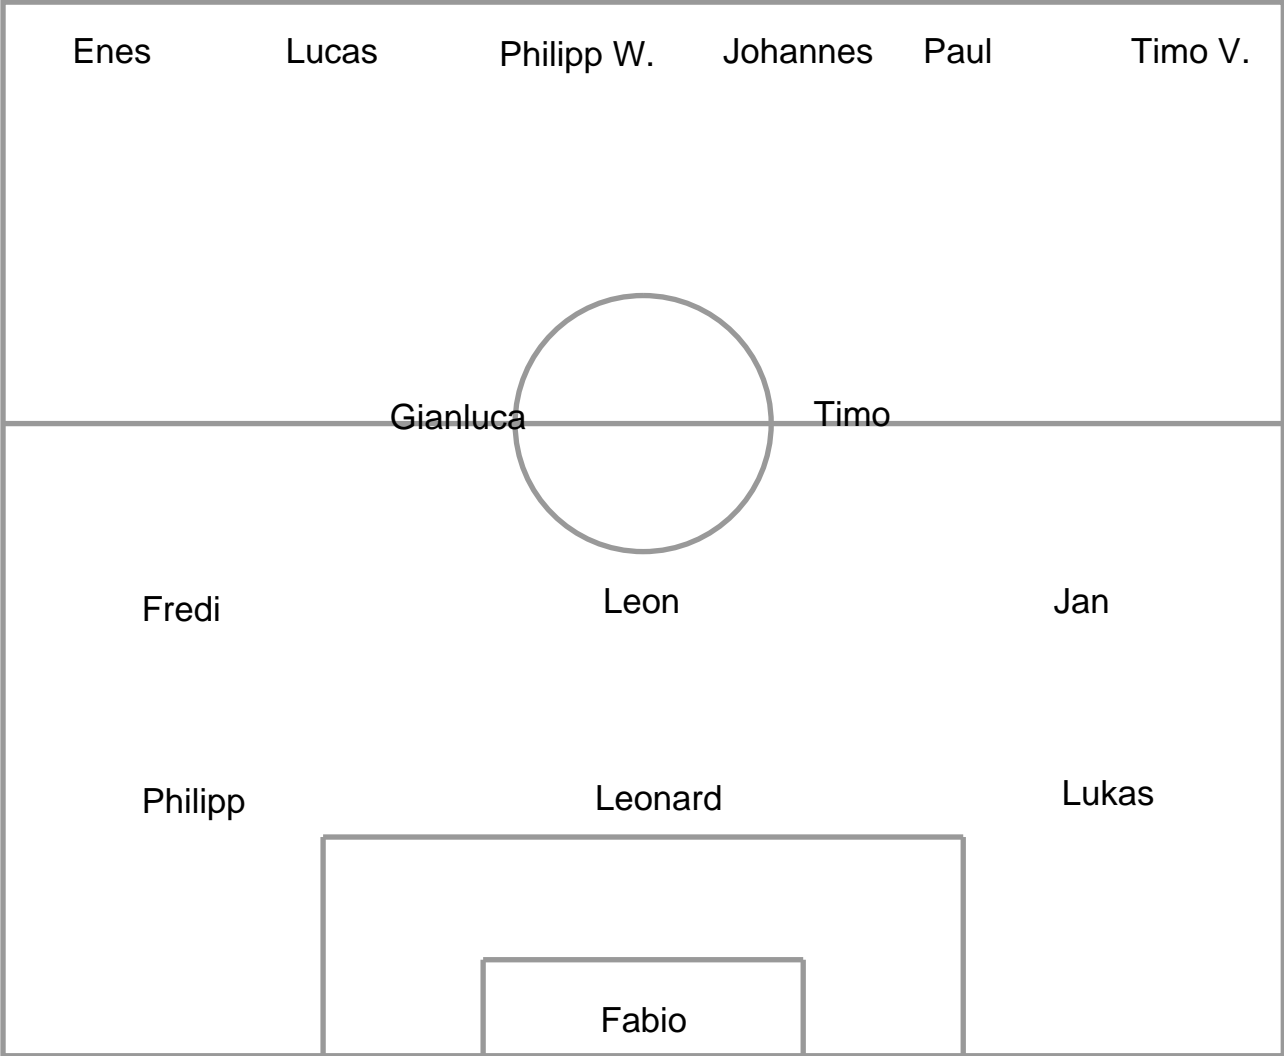 Enes Lucas Philipp W. Johannes Paul Timo V.
Gianluca Timo
Fredi Leon Jan
Philipp Leonard Lukas
Fabio